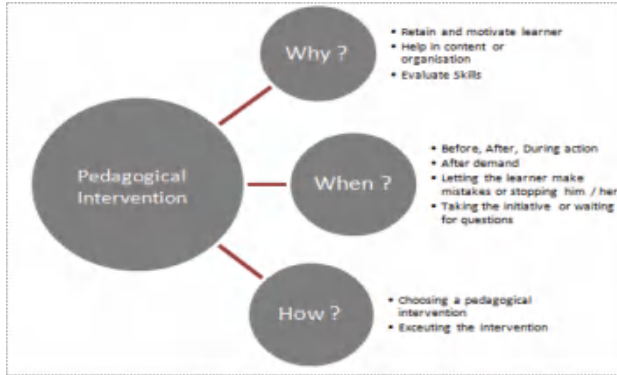 Why ?
• Retain and motivate learner
• Help in content or
organisation
• Evaluate Skills
Pedagogical
Intervention
When ?
• Before, After, During action
• After demand
• Letting the learner make
mistakes or stopping him / her
• Taking the initiative or waiting
for questions
How ?
• Choosing a pedagogical
intervention
• Exceuting the intervention